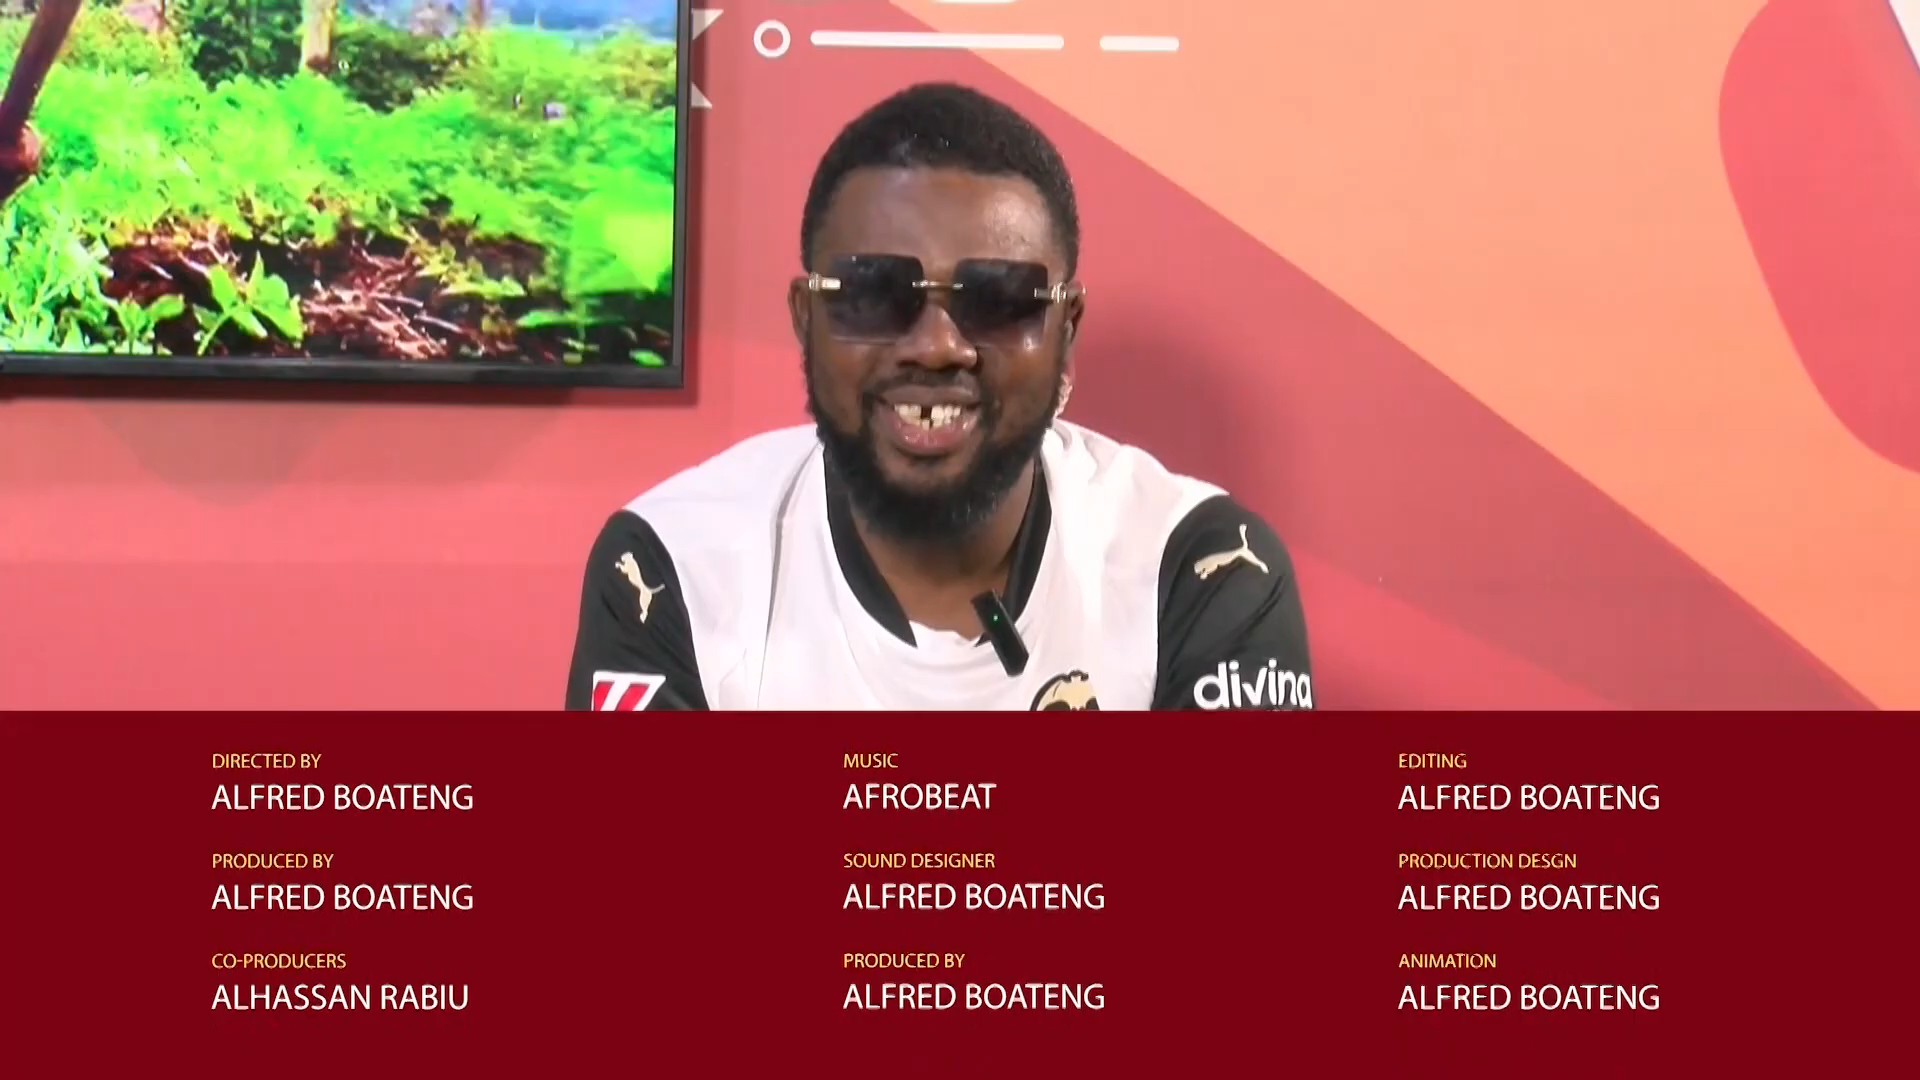 divina
DIRECTED BY
ALFRED BOATENG
PRODUCED BY
ALFRED BOATENG
CO-PRODUCERS
ALHASSAN RABIU
MUSIC
AFROBEAT
SOUND DESIGNER
ALFRED BOATENG
PRODUCED BY
ALFRED BOATENG
EDITING
ALFRED BOATENG
PRODUCTION DESGN
ALFRED BOATENG
ANIMATION
ALFRED BOATENG